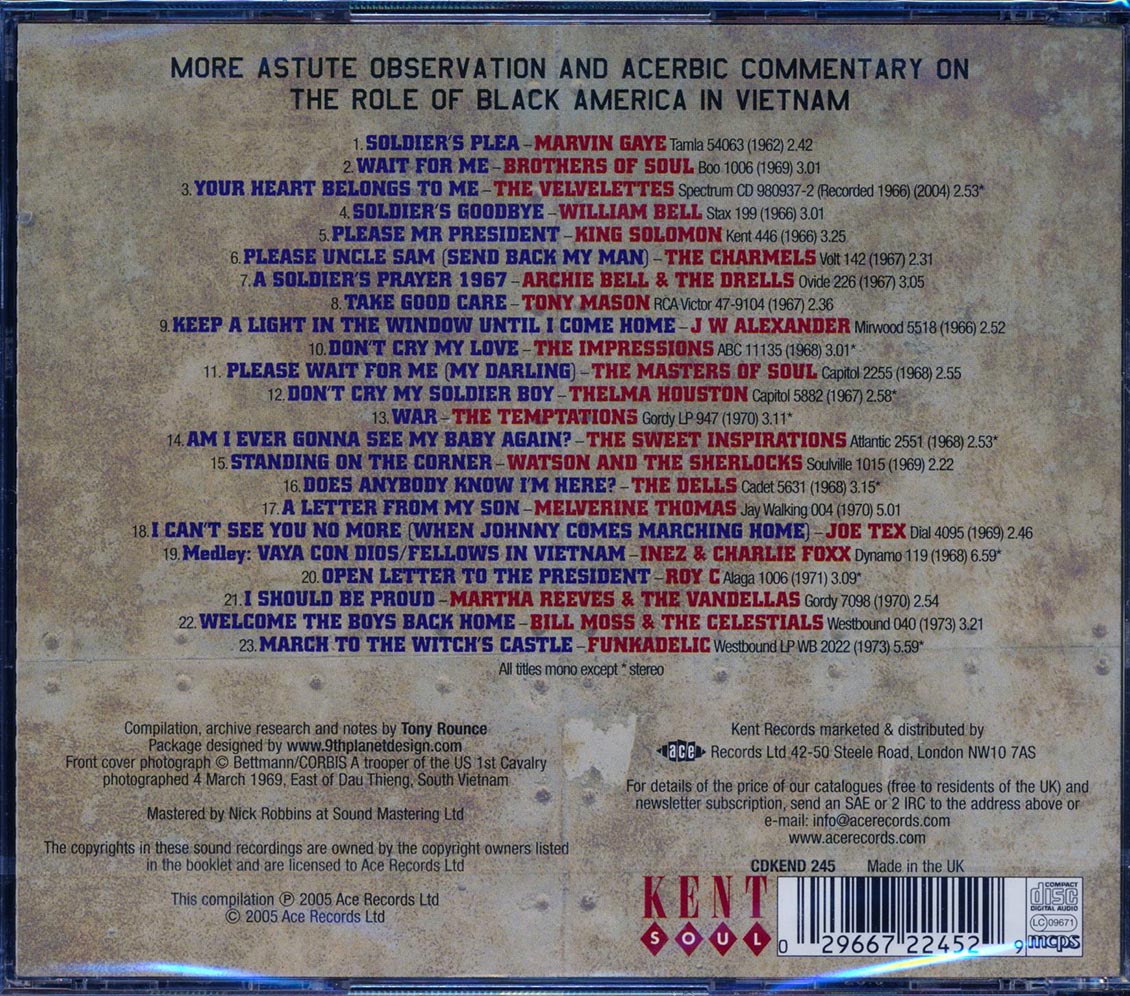 MORE ASTUTE OBSERVATION AND ACERBIC COMMENTARY ON
THE ROLE OF BLACK AMERICA IN VIETNAM
1. SOLDIER'S PLEA – MARVIN GAYE Tamla 54063 (1962) 2.42
2. WAIT FOR ME – BROTHERS OF SOUL Boo 1006 (1969) 3.01
3. YOUR HEART BELONGS TO ME – THE VELVELETTES Spectrum CD 980937-2 (Recorded 1966) (2004) 2.53*
4. SOLDIER'S GOODBYE – WILLIAM BELL Stax 199 (1966) 3.01
5. PLEASE MR PRESIDENT – KING SOLOMON Kent 446 (1966) 3.25
6. PLEASE UNCLE SAM (SEND BACK MY MAN) – THE CHARMELS Volt 142 (1967) 2.31
7. A SOLDIER'S PRAYER 1967 – ARCHIE BELL & THE DRELLS Ovide 226 (1967) 3.05
8. TAKE GOOD CARE – TONY MASON RCA Victor 47-9104 (1967) 2.36
9. KEEP A LIGHT IN THE WINDOW UNTIL I COME HOME – J W ALEXANDER Mirwood 5518 (1966) 2.52
10. DON'T CRY MY LOVE – THE IMPRESSIONS ABC 11135 (1968) 3.01*
11. PLEASE WAIT FOR ME (MY DARLING) – THE MASTERS OF SOUL Capitol 2255 (1968) 2.55
12. DON'T CRY MY SOLDIER BOY – THELMA HOUSTON Capitol 5882 (1967) 2.58*
13. WAR – THE TEMPTATIONS Gordy LP 947 (1970) 3.11*
14. AM I EVER GONNA SEE MY BABY AGAIN? – THE SWEET INSPIRATIONS Atlantic 2551 (1968) 2.53*
15. STANDING ON THE CORNER – WATSON AND THE SHERLOCKS Soulville 1015 (1969) 2.22
16. DOES ANYBODY KNOW I'M HERE? – THE DELLS Cadet 5631 (1968) 3.15*
17. A LETTER FROM MY SON – MELVERINE THOMAS Jay Walking 004 (1970) 5.01
18. I CAN'T SEE YOU NO MORE (WHEN JOHNNY COMES MARCHING HOME) – JOE TEX Dial 4095 (1969) 2.46
19. Medley: VAYA CON DIOS/FELLOWS IN VIETNAM – INEZ & CHARLIE FOXX Dynamo 119 (1968) 6.59*
20. OPEN LETTER TO THE PRESIDENT – ROY C Alaga 1006 (1971) 3.09*
21. I SHOULD BE PROUD – MARTHA REEVES & THE VANDELLAS Gordy 7098 (1970) 2.54
22. WELCOME THE BOYS BACK HOME – BILL MOSS & THE CELESTIALS Westbound 040 (1973) 3.21
23. MARCH TO THE WITCH'S CASTLE – FUNKADELIC Westbound LP WB 2022 (1973) 5.59*
All titles mono except * stereo
Compilation, archive research and notes by Tony Rounce
Package designed by www.9thplanetdesign.com
Front cover photograph © Bettmann/CORBIS A trooper of the US 1st Cavalry
photographed 4 March 1969, East of Dau Thieng, South Vietnam
Mastered by Nick Robbins at Sound Mastering Ltd
The copyrights in these sound recordings are owned by the copyright owners listed
in the booklet and are licensed to Ace Records Ltd
This compilation ℗ 2005 Ace Records Ltd
© 2005 Ace Records Ltd
Kent Records marketed & distributed by
ace Records Ltd 42-50 Steele Road, London NW10 7AS
For details of the price of our catalogues (free to residents of the UK) and
newsletter subscription, send an SAE or 2 IRC to the address above or
e-mail: info@acerecords.com
www.acerecords.com
CDKEND 245 Made in the UK
KENT
SOUL
0 29667 22452 9
COMPACT
disc
DIGITAL AUDIO
LC 09671
mcps